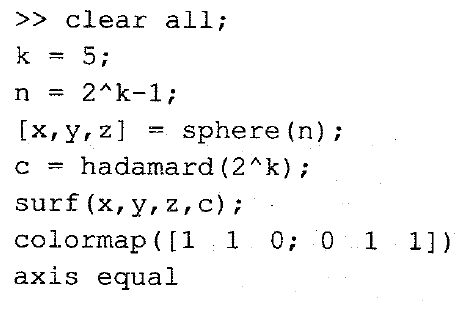 >> clear all;
k = 5;
n = 2^k-1;
[x,y,z] = sphere(n);
c = hadamard(2^k);
surf(x,y,z,c);
colormap([1 1 0; 0 1 1])
axis equal